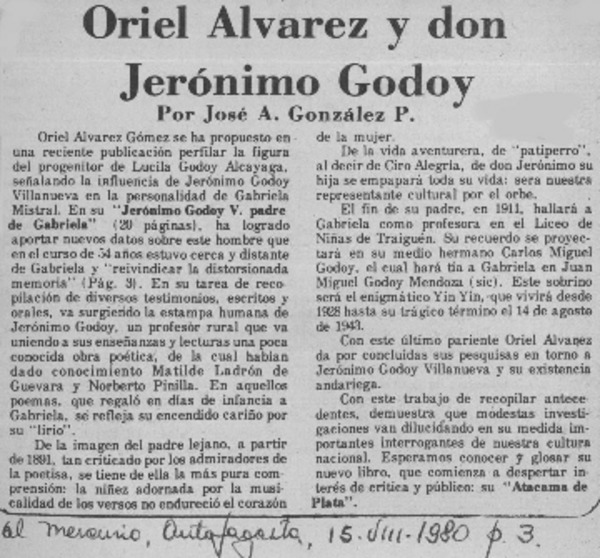 Oriel Alvarez y don
Jerónimo Godoy
Por José A. González P.
Oriel Alvarez Gómez se ha propuesto en
una reciente publicación perfilar la figura
del progenitor de Lucila Godoy Alcayaga,
señalando la influencia de Jerónimo Godoy
Villanueva en la personalidad de Gabriela
Mistral. En su "Jerónimo Godoy V. padre
de Gabriela" (20 páginas), ha logrado
aportar nuevos datos sobre este hombre que
en el curso de 54 años estuvo cerca y distante
de Gabriela y "reivindicar la distorsionada
memoria" (Pág. 3). En su tarea de reco-
pilación de diversos testimonios, escritos y
orales, va surgiendo la estampa humana de
Jerónimo Godoy, un profesor rural que va
uniendo a sus enseñanzas y lecturas una poca
conocida obra poética, de la cual habían
dado conocimiento Matilde Ladrón de
Guevara y Norberto Pinilla. En aquellos
poemas, que regaló en días de infancia a
Gabriela, se refleja su encendido cariño por
su "lirio".
De la imagen del padre lejano, a partir
de 1891, tan criticado por los admiradores de
la poetisa, se tiene de ella la más pura com-
prensión: la niñez adornada por la musi-
calidad de los versos no endureció el corazón
de la mujer.
De la vida aventurera, de "patiperro",
al decir de Ciro Alegría, de don Jerónimo su
hija se empapará toda su vida: sera nuestra
representante cultural por el orbe.
El fin de su padre, en 1911, hallará a
Gabriela como profesora en el Liceo de
Niñas de Traiguén. Su recuerdo se proyec-
tará en su medio hermano Carlos Miguel
Godoy, el cual hará tía a Gabriela en Juan
Miguel Godoy Mendoza (sic). Este sobrino
será el enigmático Yin Yin, que vivirá desde
1928 hasta su trágico término el 14 de agosto
de 1943.
Con este último pariente Oriel Alvarez
da por concluidas sus pesquisas en torno a
Jerónimo Godoy Villanueva y su existencia
andariega.
Con este trabajo de recopilar antece-
dentes, demuestra que modestas investi-
gaciones van dilucidando en su medida im-
portantes interrogantes de nuestra cultura
nacional. Esperamos conocer y glosar su
nuevo libro, que comienza a despertar in-
terés de crítica y público: su "Atacama de
Plata".
El Mercurio, Antofagasta, 15-VIII-1980 p. 3.